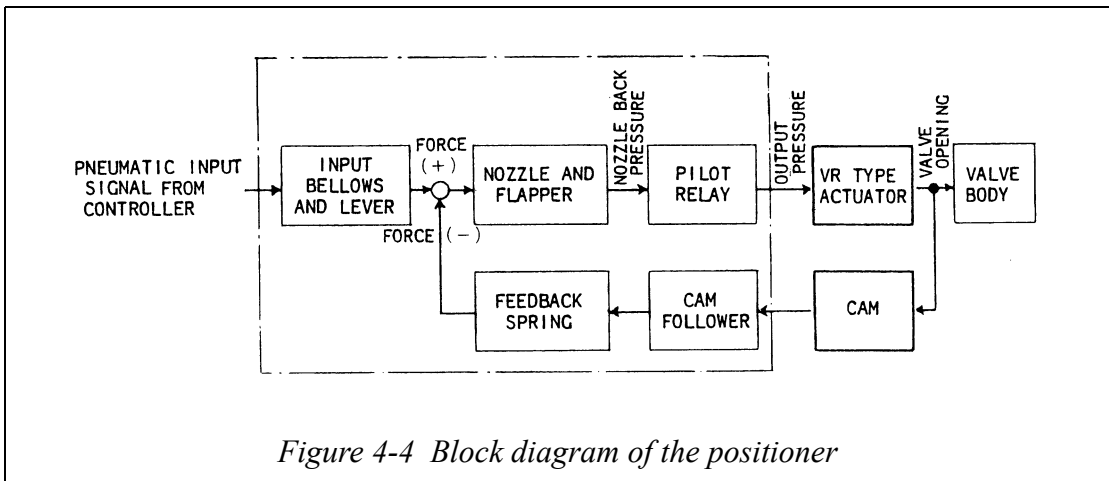 PNEUMATIC INPUT
SIGNAL FROM
CONTROLLER
INPUT
BELLOWS
AND LEVER
FORCE
(+)
FORCE (-)
NOZZLE AND
FLAPPER
NOZZLE BACK
PRESSURE
PILOT
RELAY
OUTPUT
PRESSURE
VR TYPE
ACTUATOR
VALVE
OPENING
VALVE
BODY
FEEDBACK
SPRING
CAM
FOLLOWER
CAM
Figure 4-4 Block diagram of the positioner